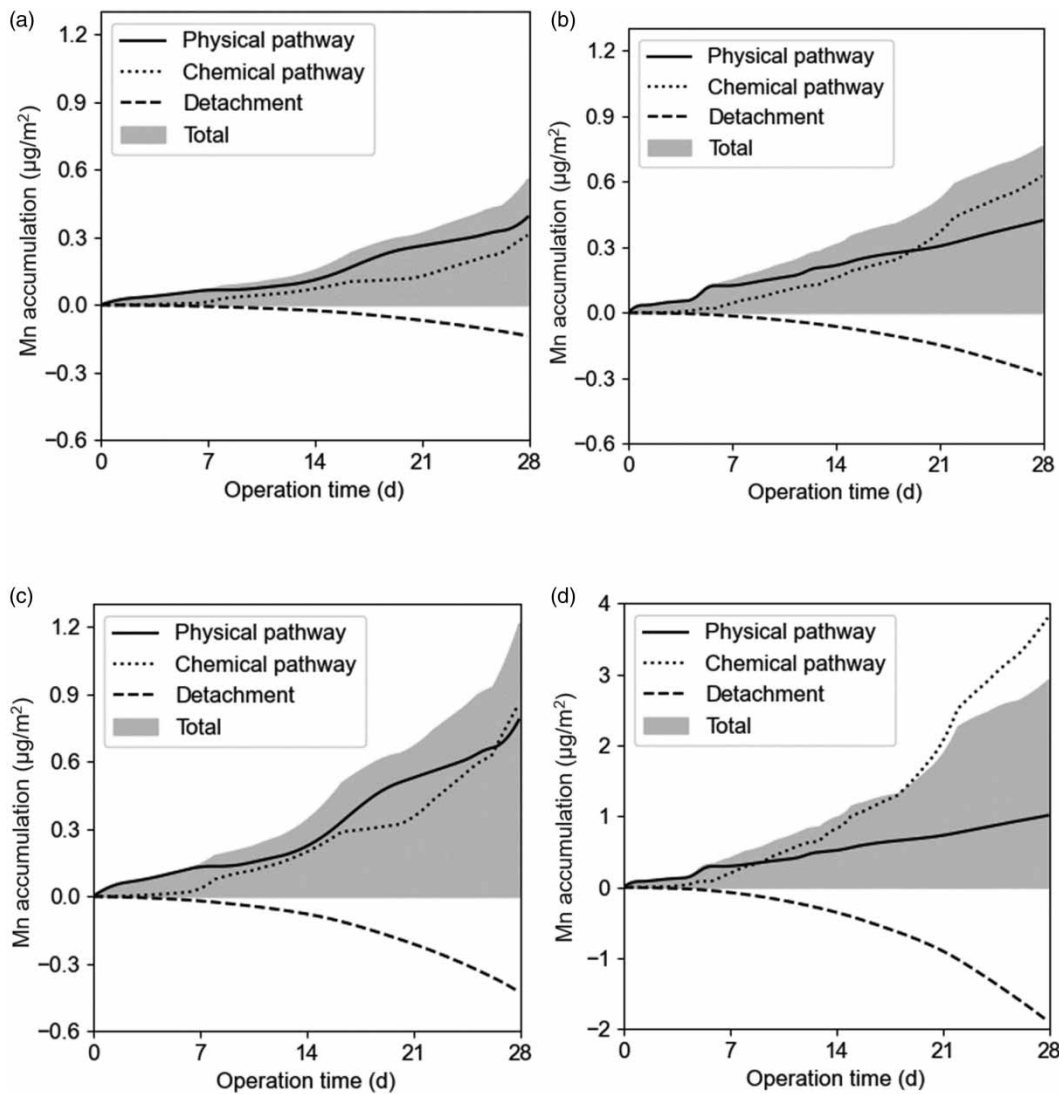 (a)
Physical pathway
Chemical pathway
Detachment
Total
1.2
0.9
0.6
0.3
0.0
−0.3
−0.6
Mn accumulation (µg/m²)
0
7
14
21
28
Operation time (d)
(b)
Physical pathway
Chemical pathway
Detachment
Total
1.2
0.9
0.6
0.3
0.0
−0.3
−0.6
Mn accumulation (µg/m²)
0
7
14
21
28
Operation time (d)
(c)
Physical pathway
Chemical pathway
Detachment
Total
1.2
0.9
0.6
0.3
0.0
−0.3
−0.6
Mn accumulation (µg/m²)
0
7
14
21
28
Operation time (d)
(d)
Physical pathway
Chemical pathway
Detachment
Total
4
3
2
1
0
−1
−2
Mn accumulation (µg/m²)
0
7
14
21
28
Operation time (d)